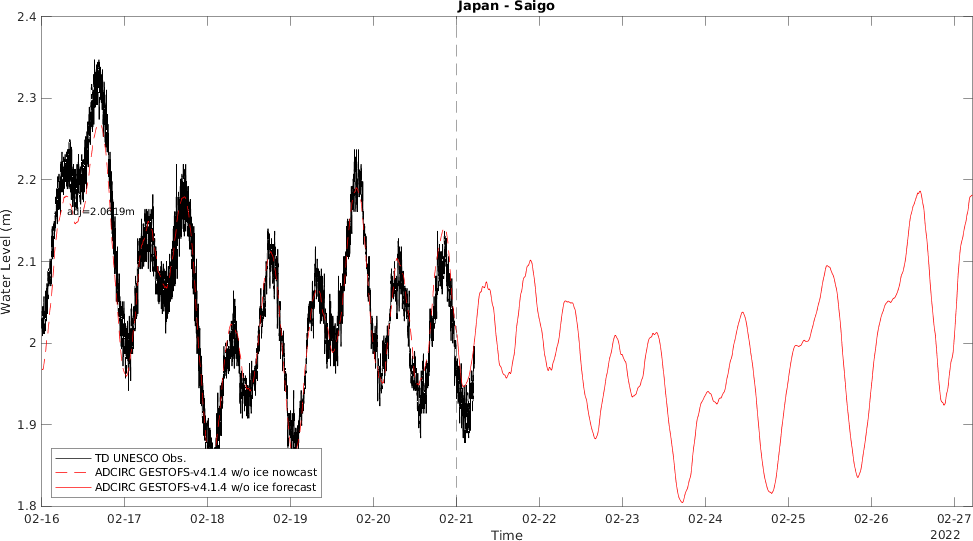 Japan - Saigo
2.4
2.3
2.2
2.1
2
1.9
1.8
Water Level (m)
adj=2.0619m
TD UNESCO Obs.
ADCIRC GESTOFS-v4.1.4 w/o ice nowcast
ADCIRC GESTOFS-v4.1.4 w/o ice forecast
02-16 02-17 02-18 02-19 02-20 02-21 02-22 02-23 02-24 02-25 02-26 02-27
Time
2022